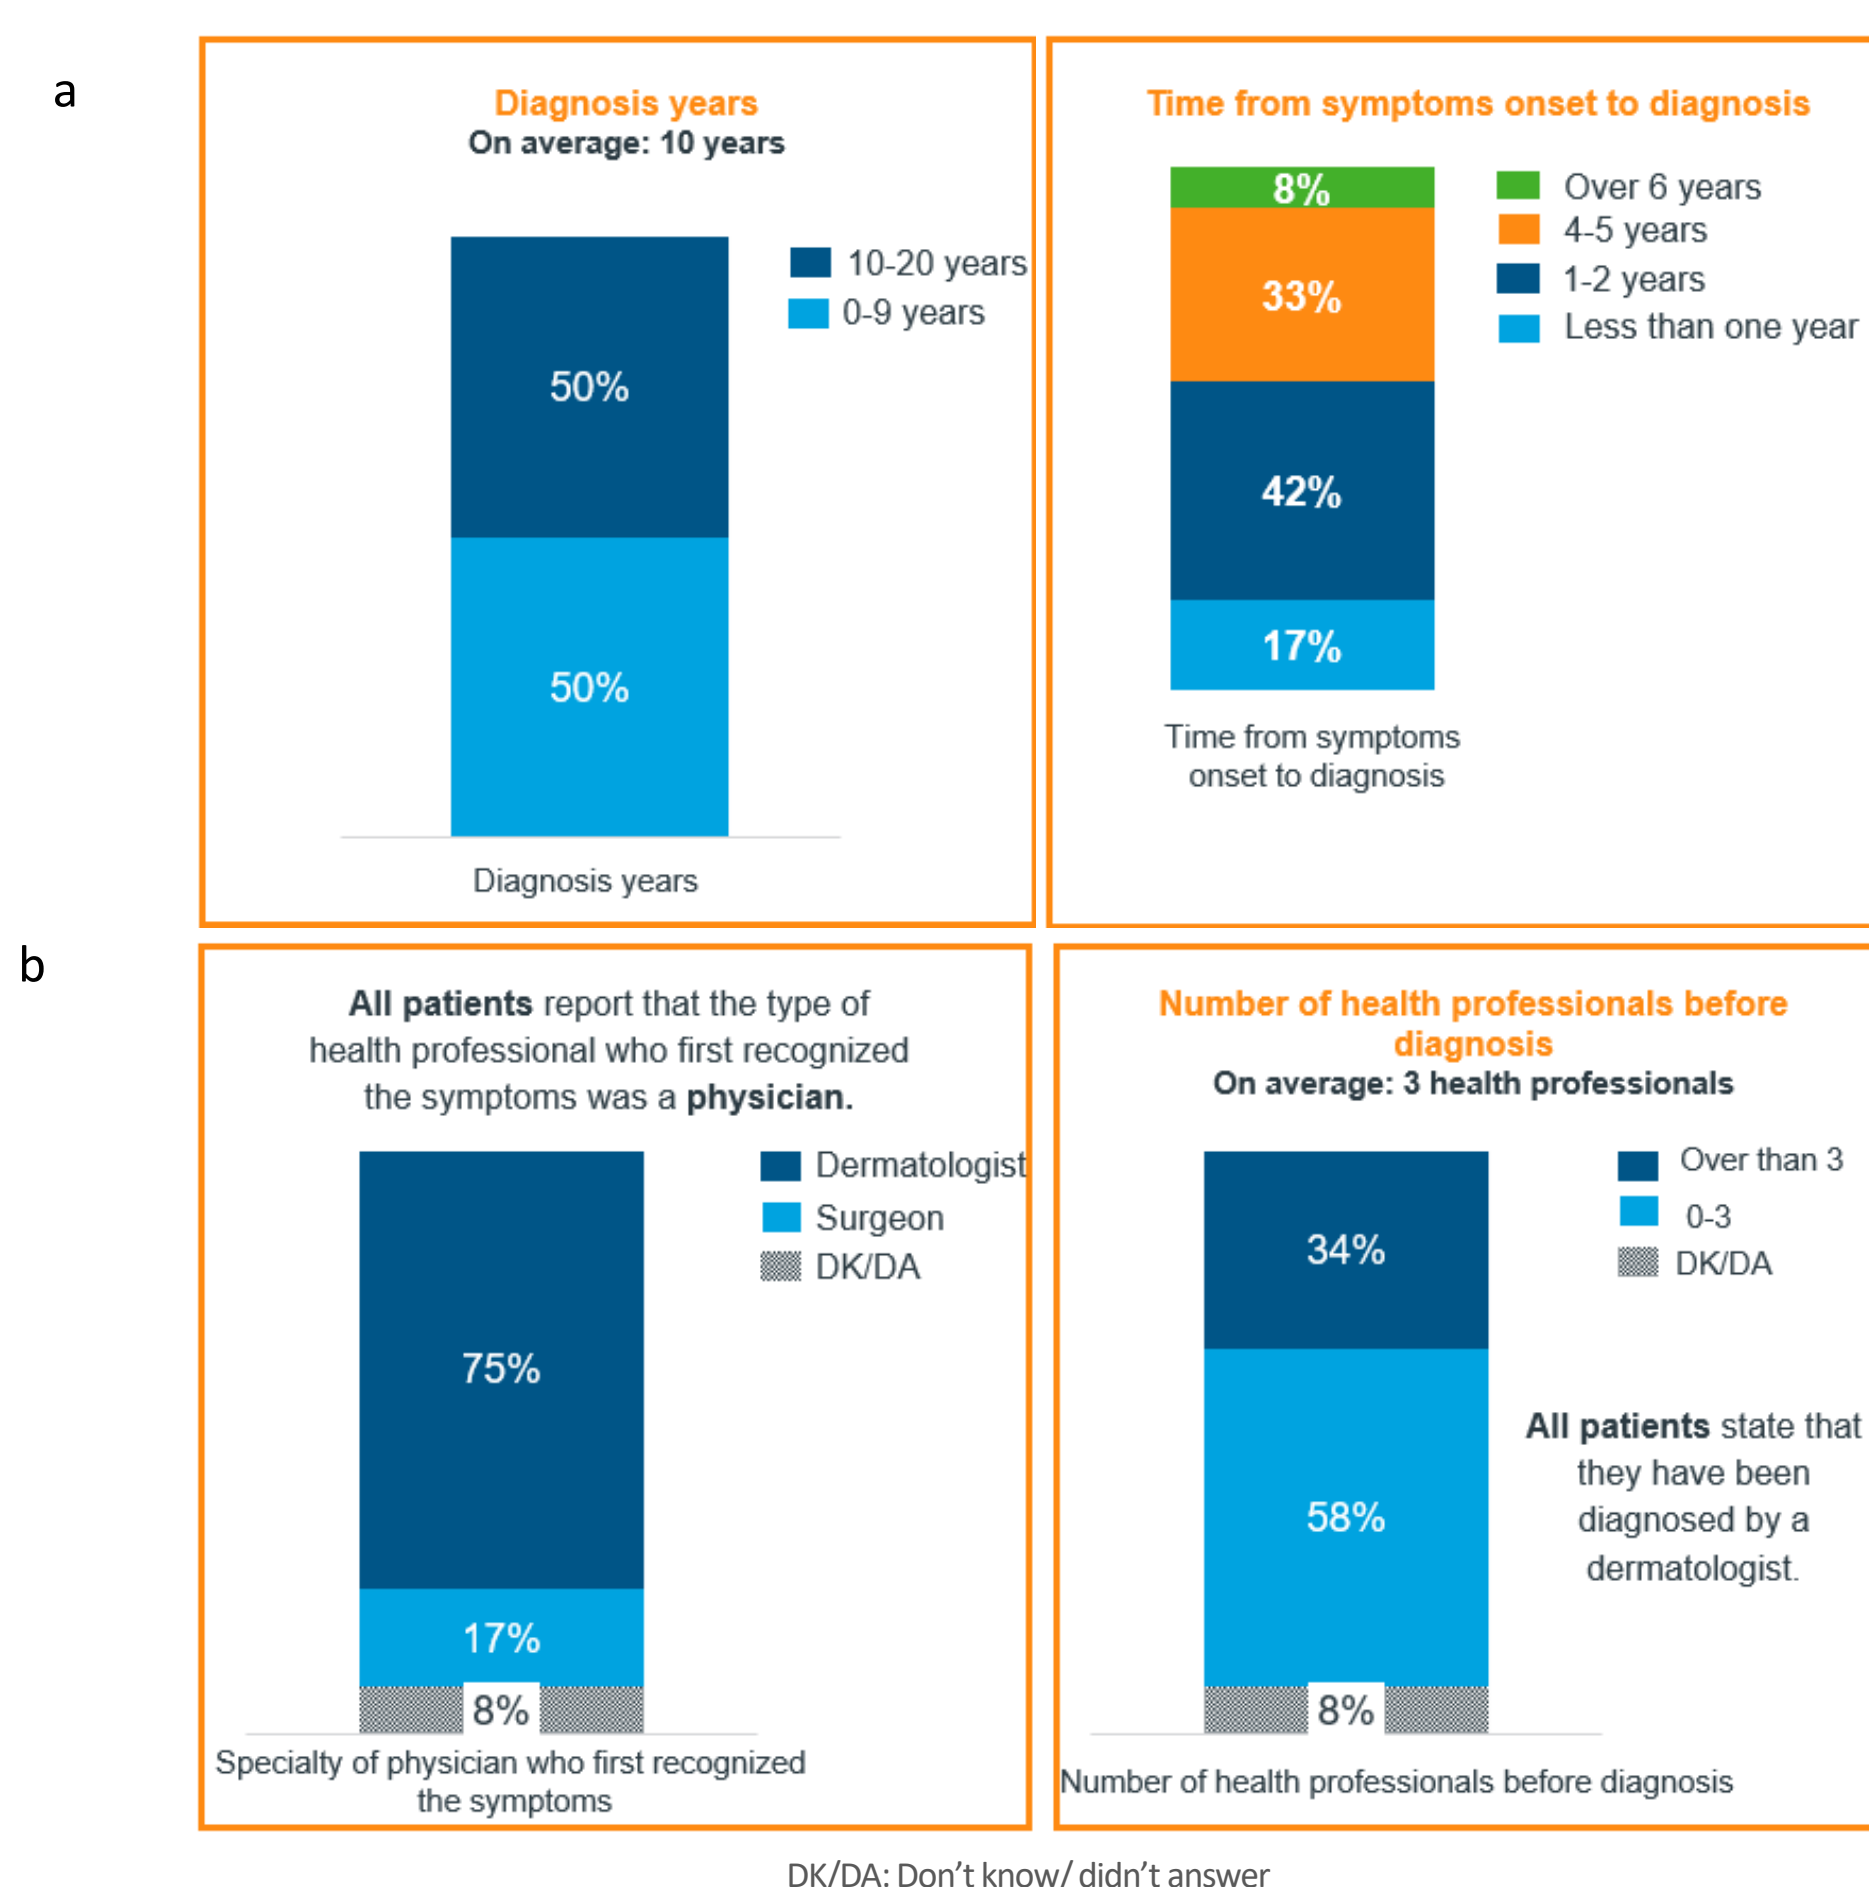 a
Diagnosis years
On average: 10 years
10-20 years
0-9 years
50%
50%
Diagnosis years
Time from symptoms onset to diagnosis
8%
33%
42%
17%
Over 6 years
4-5 years
1-2 years
Less than one year
Time from symptoms
onset to diagnosis
b
All patients report that the type of
health professional who first recognized
the symptoms was a physician.
Dermatologist
Surgeon
DK/DA
75%
17%
8%
Specialty of physician who first recognized
the symptoms
Number of health professionals before
diagnosis
On average: 3 health professionals
Over than 3
0-3
DK/DA
34%
58%
8%
All patients state that
they have been
diagnosed by a
dermatologist.
Number of health professionals before diagnosis
DK/DA: Don't know/ didn't answer